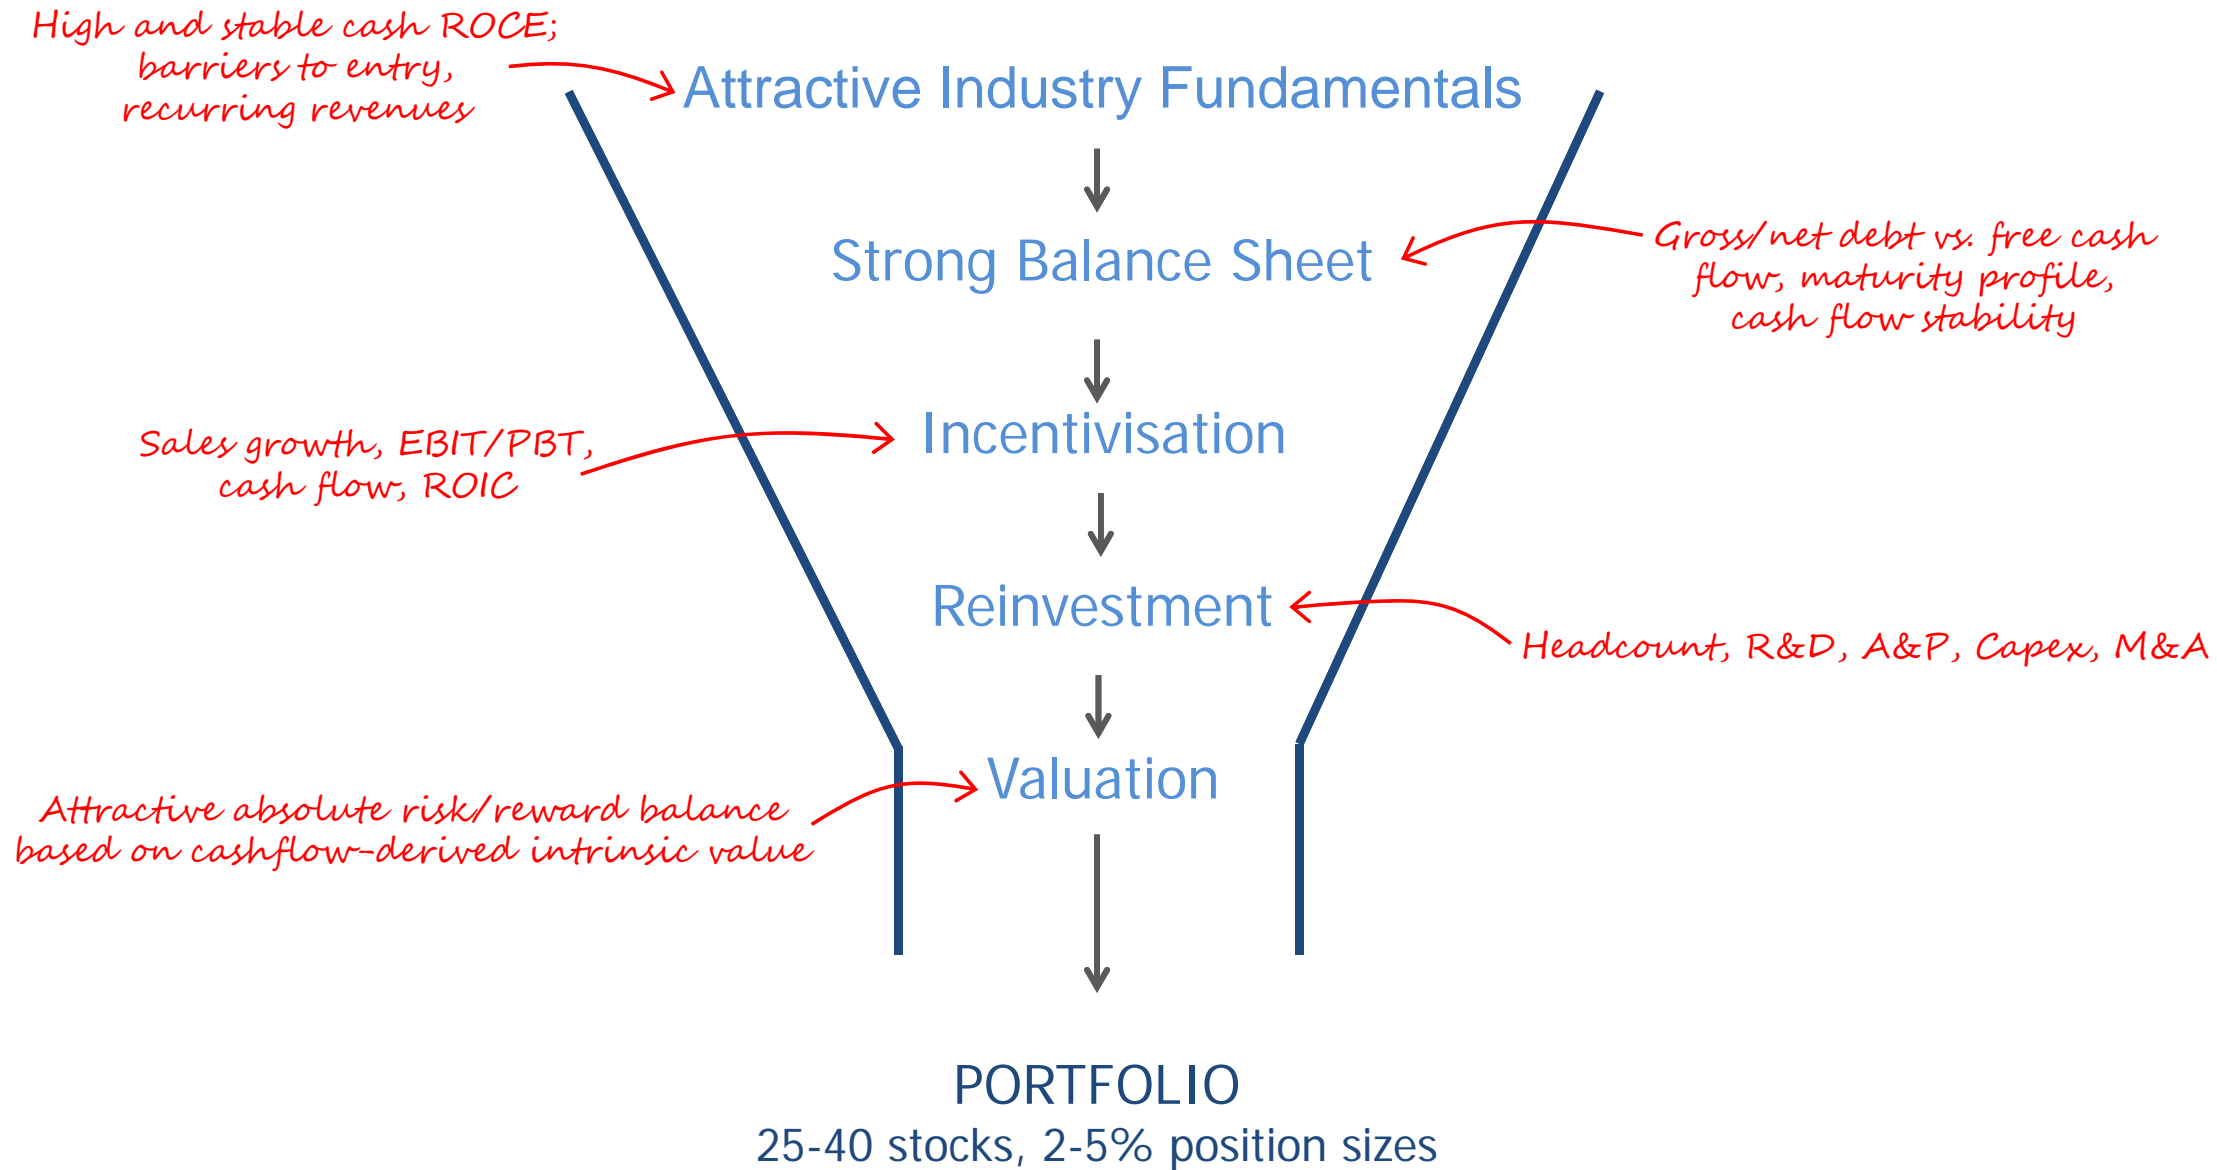 High and stable cash ROCE;
barriers to entry,
recurring revenues
Attractive Industry Fundamentals
Strong Balance Sheet
Gross/net debt vs. free cash
flow, maturity profile,
cash flow stability
Incentivisation
Sales growth, EBIT/PBT,
cash flow, ROIC
Reinvestment
Headcount, R&D, A&P, Capex, M&A
Valuation
Attractive absolute risk/reward balance
based on cashflow-derived intrinsic value
PORTFOLIO
25-40 stocks, 2-5% position sizes